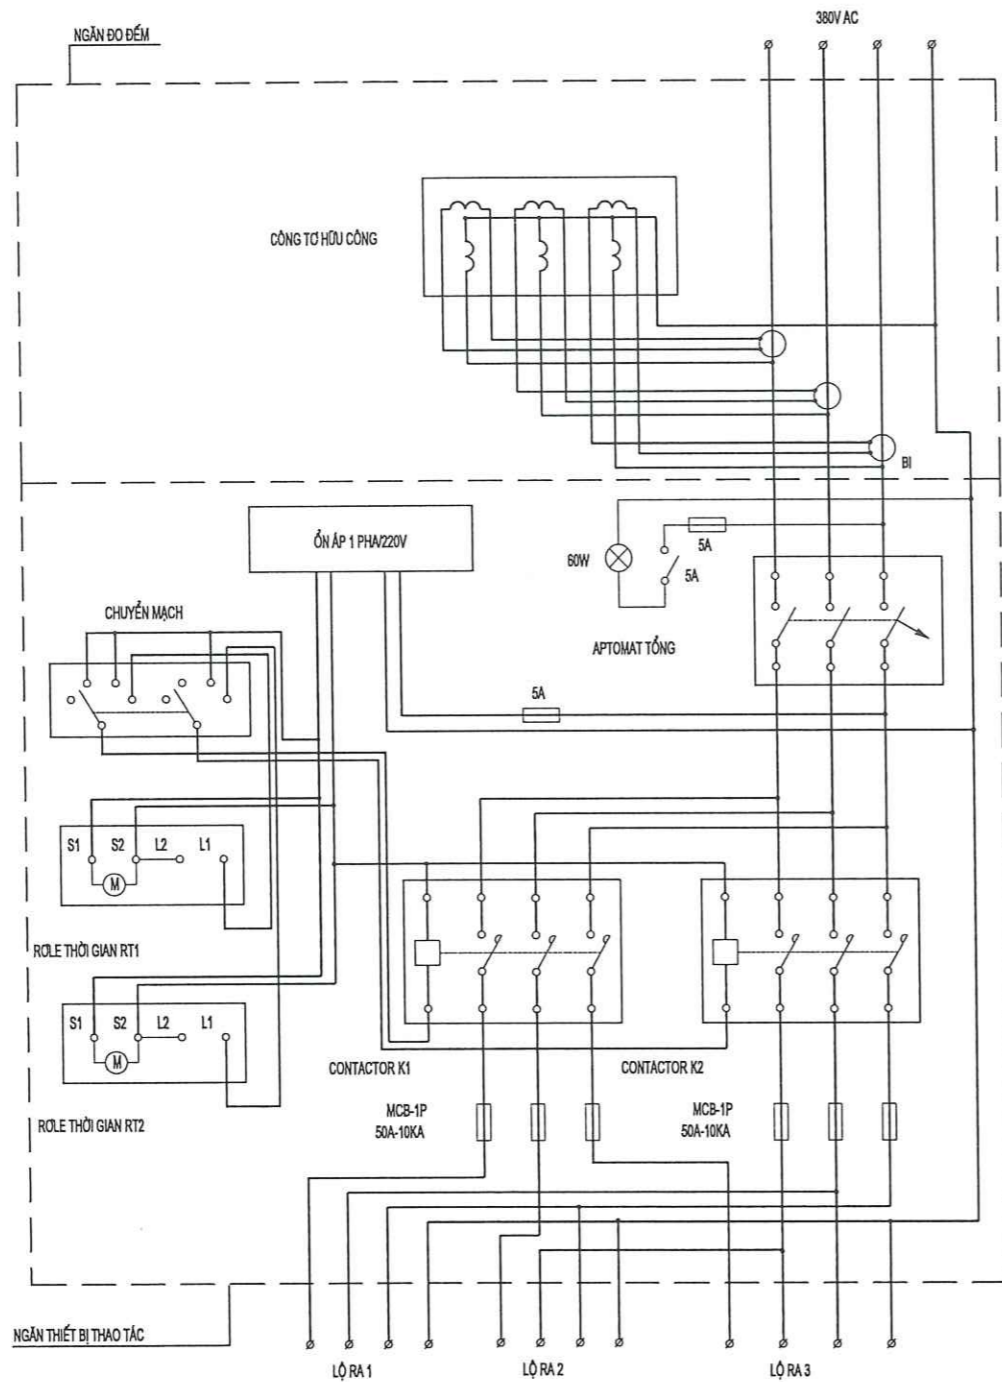 380V AC
NGĂN ĐO ĐẾM
CÔNG TƠ HỮU CÔNG
BI
ỔN ÁP 1 PHA/220V
5A
60W
5A
CHUYỂN MẠCH
APTOMAT TỔNG
5A
S1 S2 L2 L1
M
RƠLE THỜI GIAN RT1
S1 S2 L2 L1
M
CONTACTOR K1
CONTACTOR K2
RƠLE THỜI GIAN RT2
MCB-1P
50A-10KA
MCB-1P
50A-10KA
NGĂN THIẾT BỊ THAO TÁC
LỘ RA 1
LỘ RA 2
LỘ RA 3